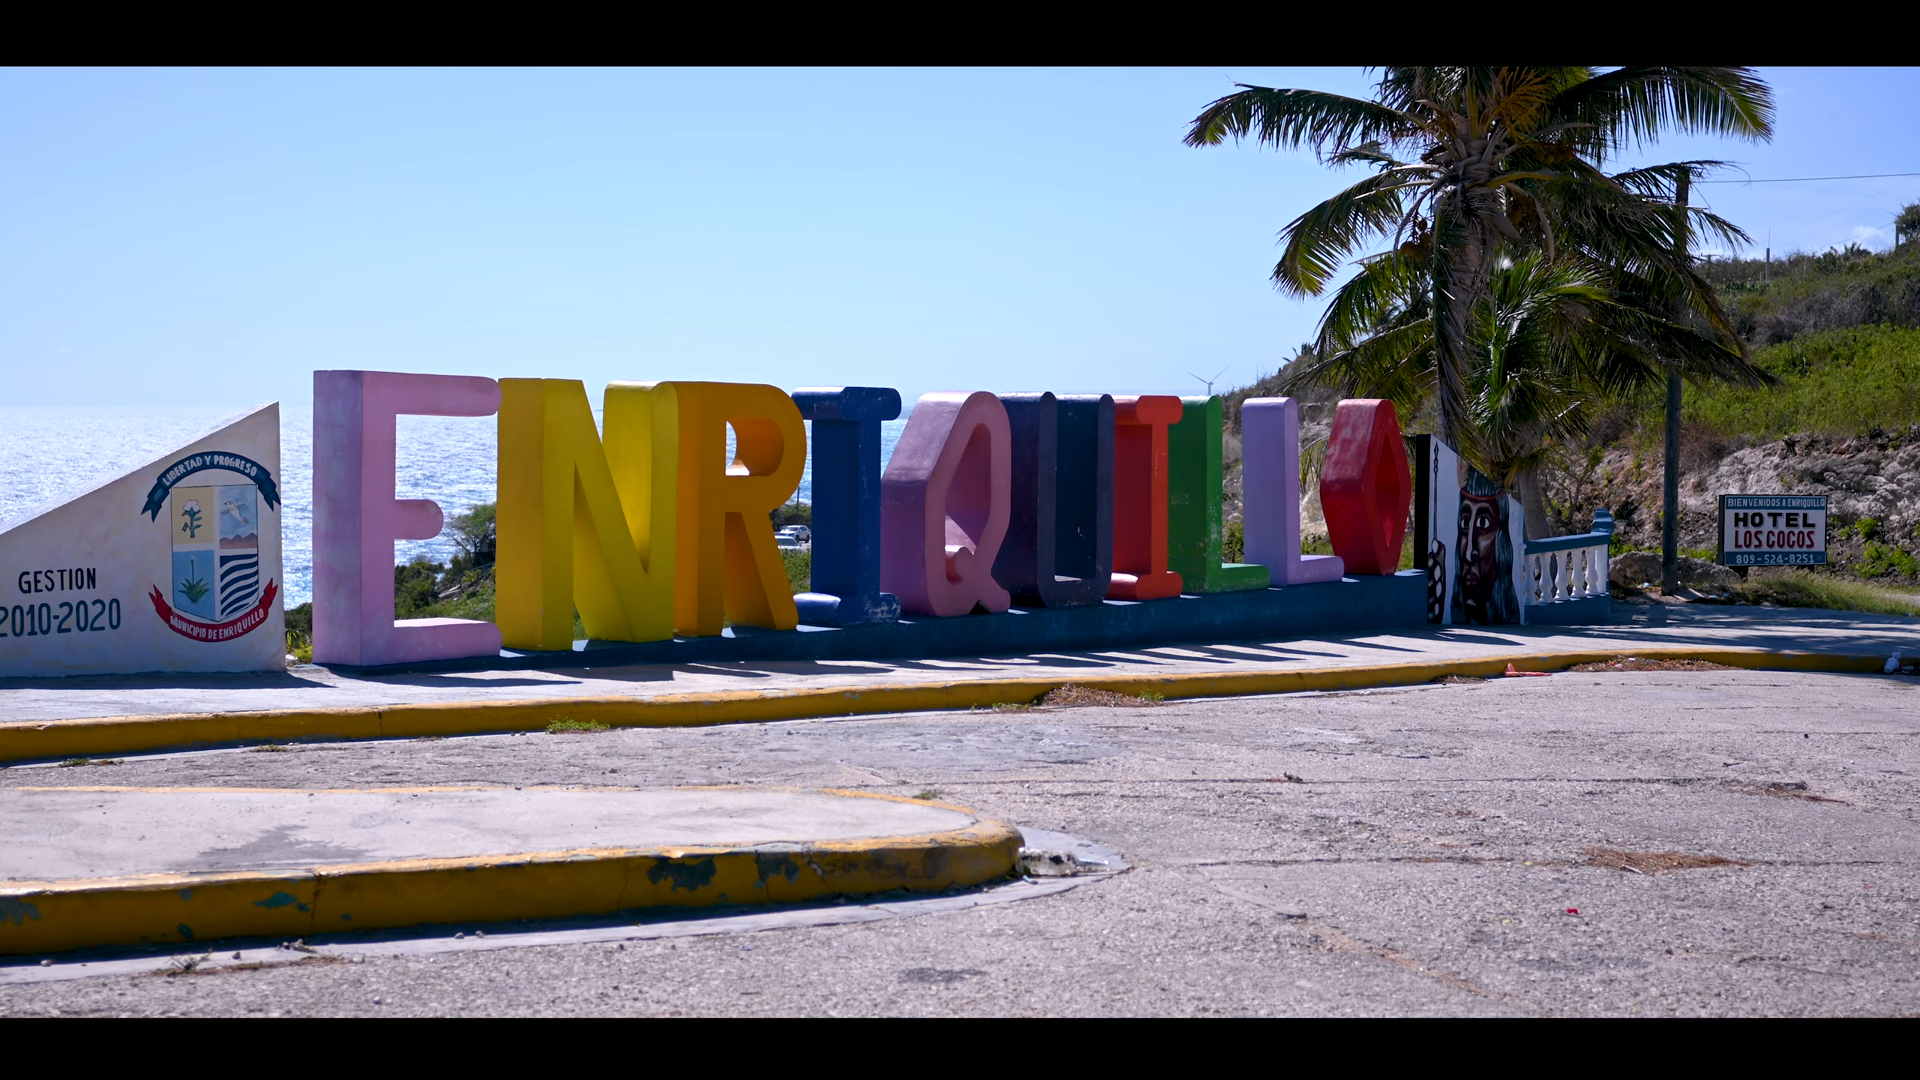 LIBERTAD Y PROGRESO
GESTION
2010-2020
MUNICIPIO DE ENRIQUILLO
ENRIQUILLO
BIENVENIDOS A ENRIQUILLO
HOTEL
LOS COCOS
809-524-8251